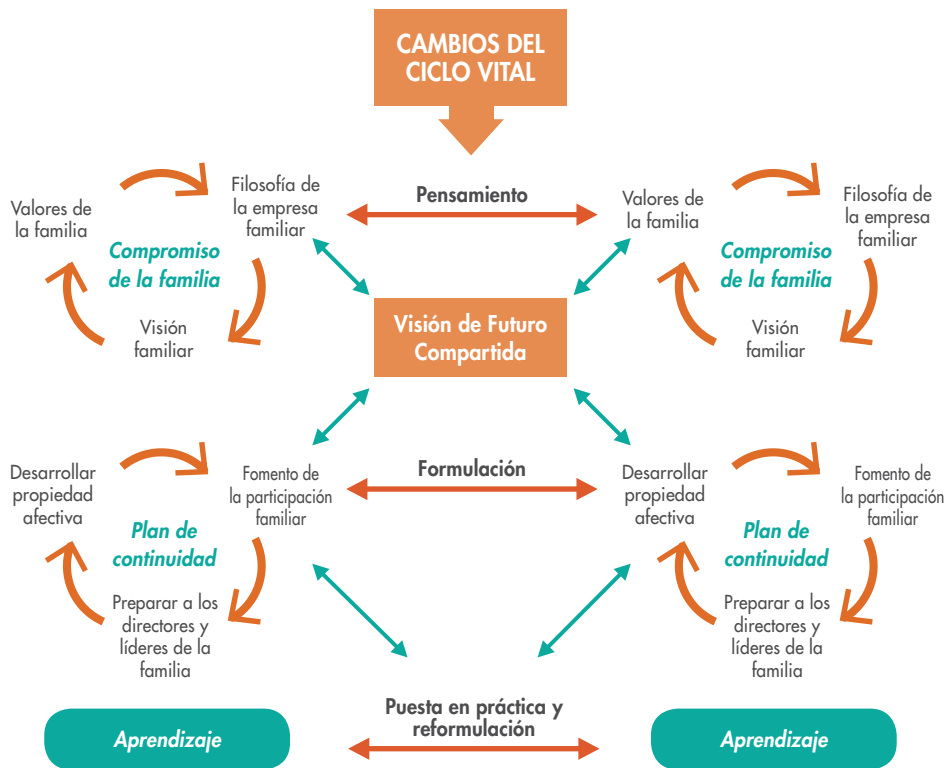 CAMBIOS DEL
CICLO VITAL
Valores de
la familia
Filosofía de
la empresa
familiar
Compromiso
de la familia
Visión
familiar
Pensamiento
Valores de
la familia
Filosofía de
la empresa
familiar
Compromiso
de la familia
Visión
familiar
Visión de Futuro
Compartida
Desarrollar
propiedad
afectiva
Fomento de
la participación
familiar
Plan de
continuidad
Preparar a los
directores y
líderes de la
familia
Formulación
Desarrollar
propiedad
afectiva
Fomento de
la participación
familiar
Plan de
continuidad
Preparar a los
directores y
líderes de la
familia
Aprendizaje
Puesta en práctica y
reformulación
Aprendizaje